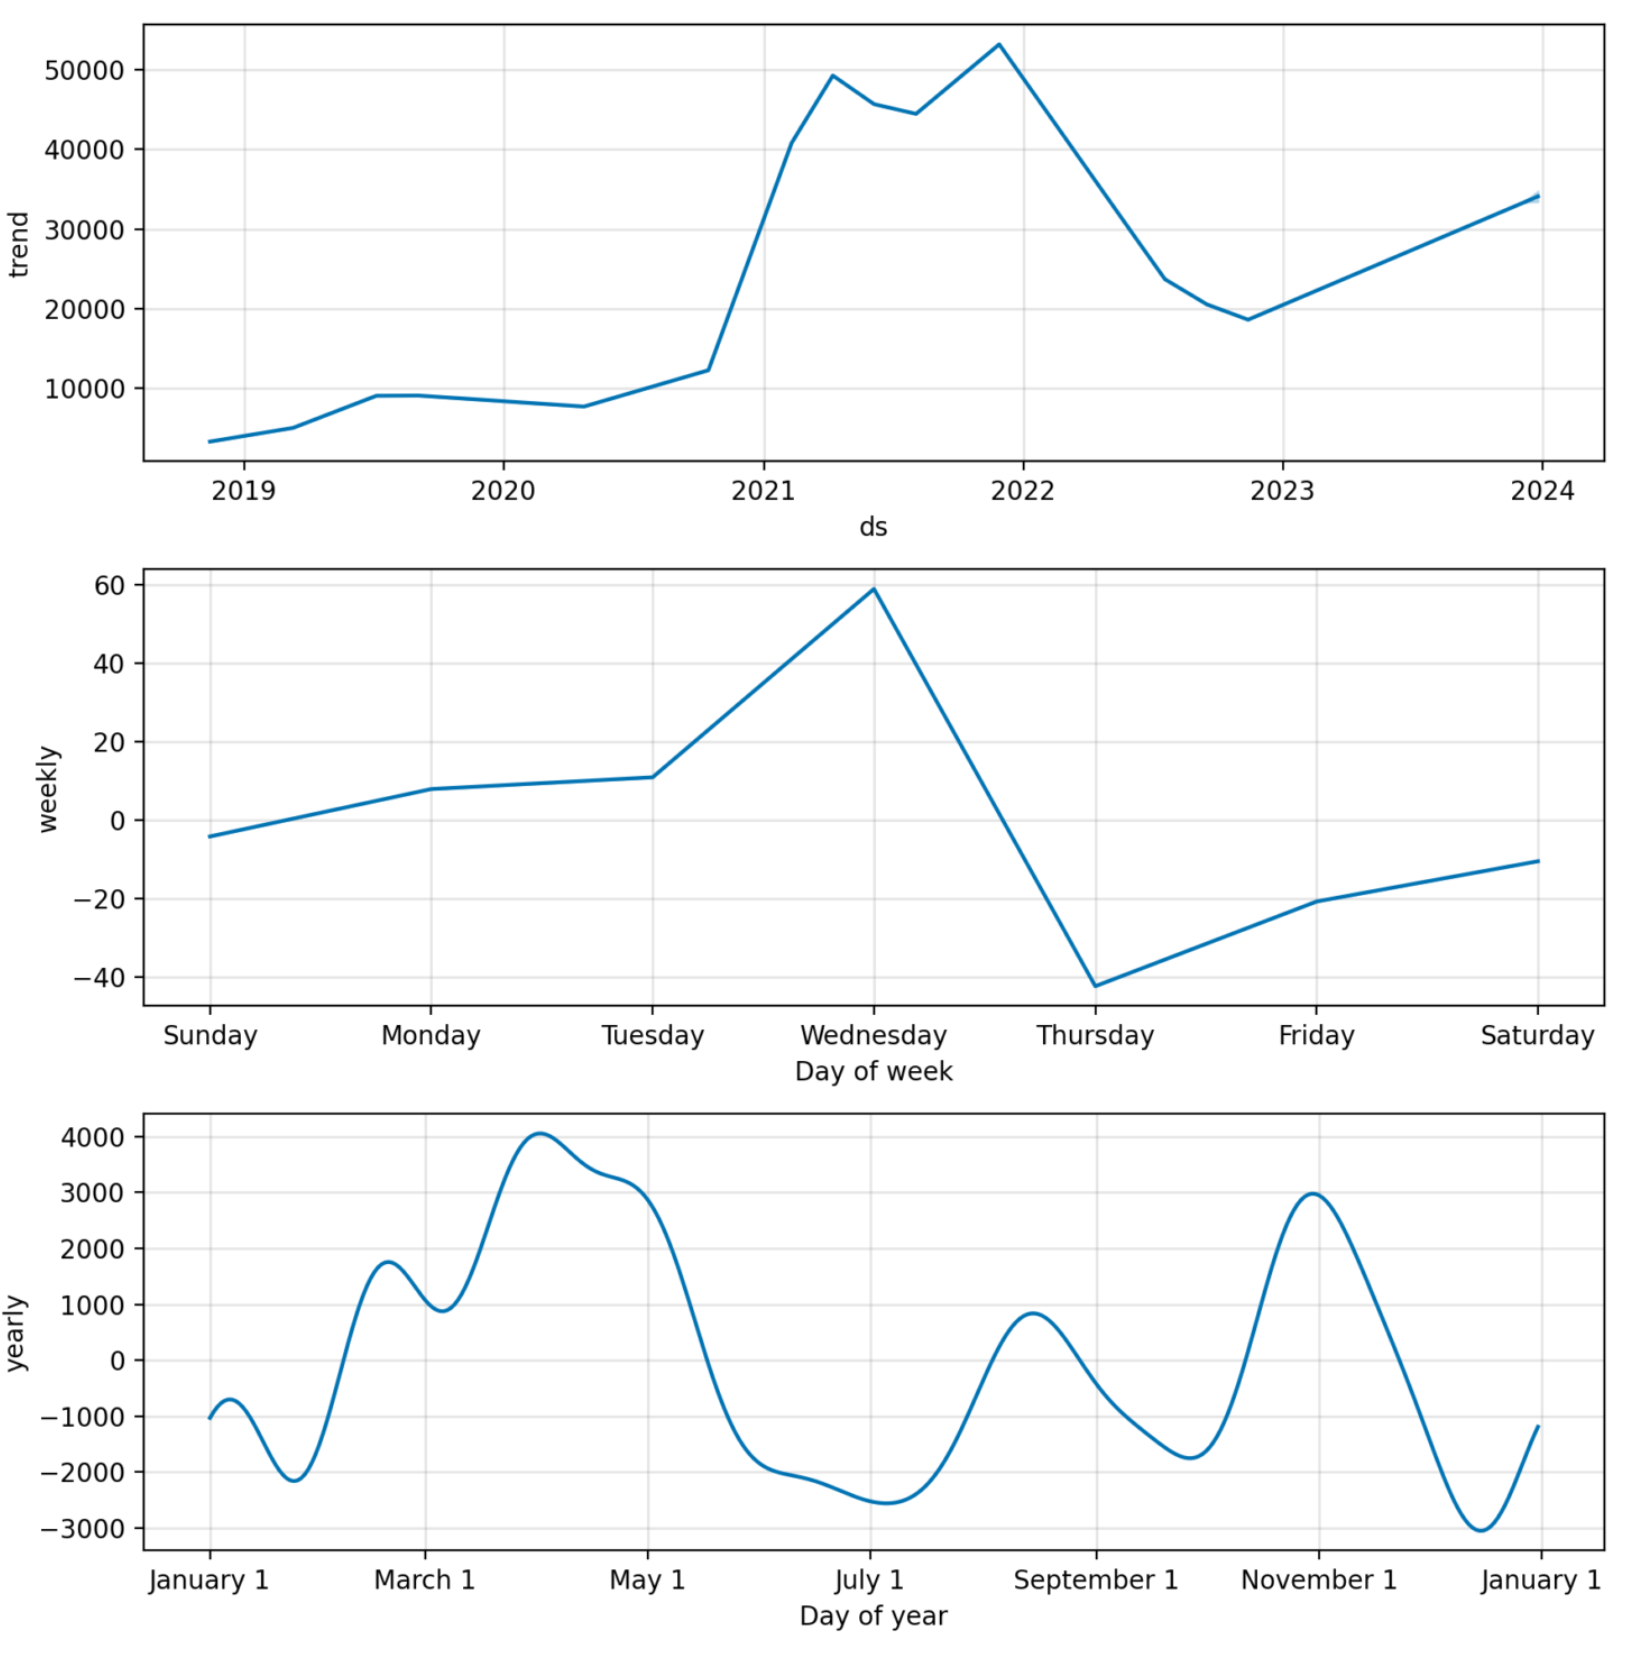 50000
40000
30000
20000
10000
trend
2019 2020 2021 2022 2023 2024
ds
60
40
20
0
−20
−40
weekly
Sunday Monday Tuesday Wednesday Thursday Friday Saturday
Day of week
4000
3000
2000
1000
0
−1000
−2000
−3000
yearly
January 1 March 1 May 1 July 1 September 1 November 1 January 1
Day of year